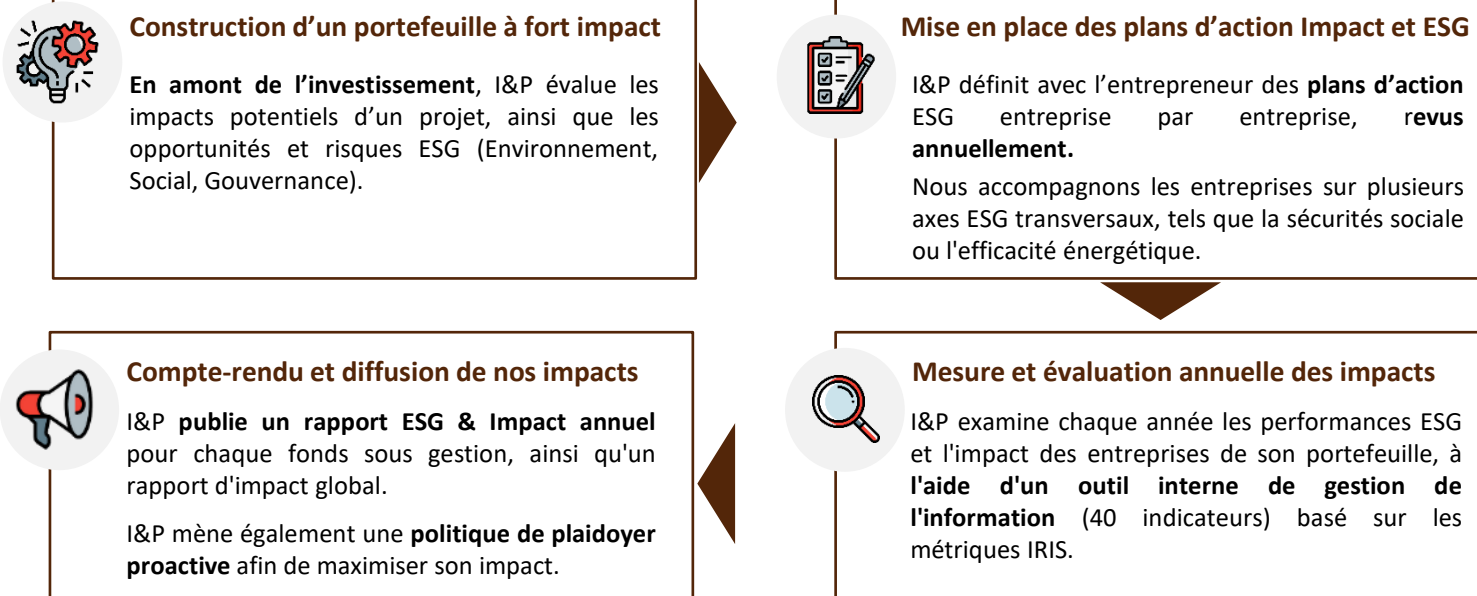 Construction d’un portefeuille à fort impact
En amont de l’investissement, I&P évalue les
impacts potentiels d’un projet, ainsi que les
opportunités et risques ESG (Environnement,
Social, Gouvernance).
Mise en place des plans d’action Impact et ESG
I&P définit avec l’entrepreneur des plans d’action
ESG entreprise par entreprise, revus
annuellement.
Nous accompagnons les entreprises sur plusieurs
axes ESG transversaux, tels que la sécurités sociale
ou l'efficacité énergétique.
Mesure et évaluation annuelle des impacts
I&P examine chaque année les performances ESG
et l'impact des entreprises de son portefeuille, à
l'aide d'un outil interne de gestion de
l'information (40 indicateurs) basé sur les
métriques IRIS.
Compte-rendu et diffusion de nos impacts
I&P publie un rapport ESG & Impact annuel
pour chaque fonds sous gestion, ainsi qu'un
rapport d'impact global.
I&P mène également une politique de plaidoyer
proactive afin de maximiser son impact.